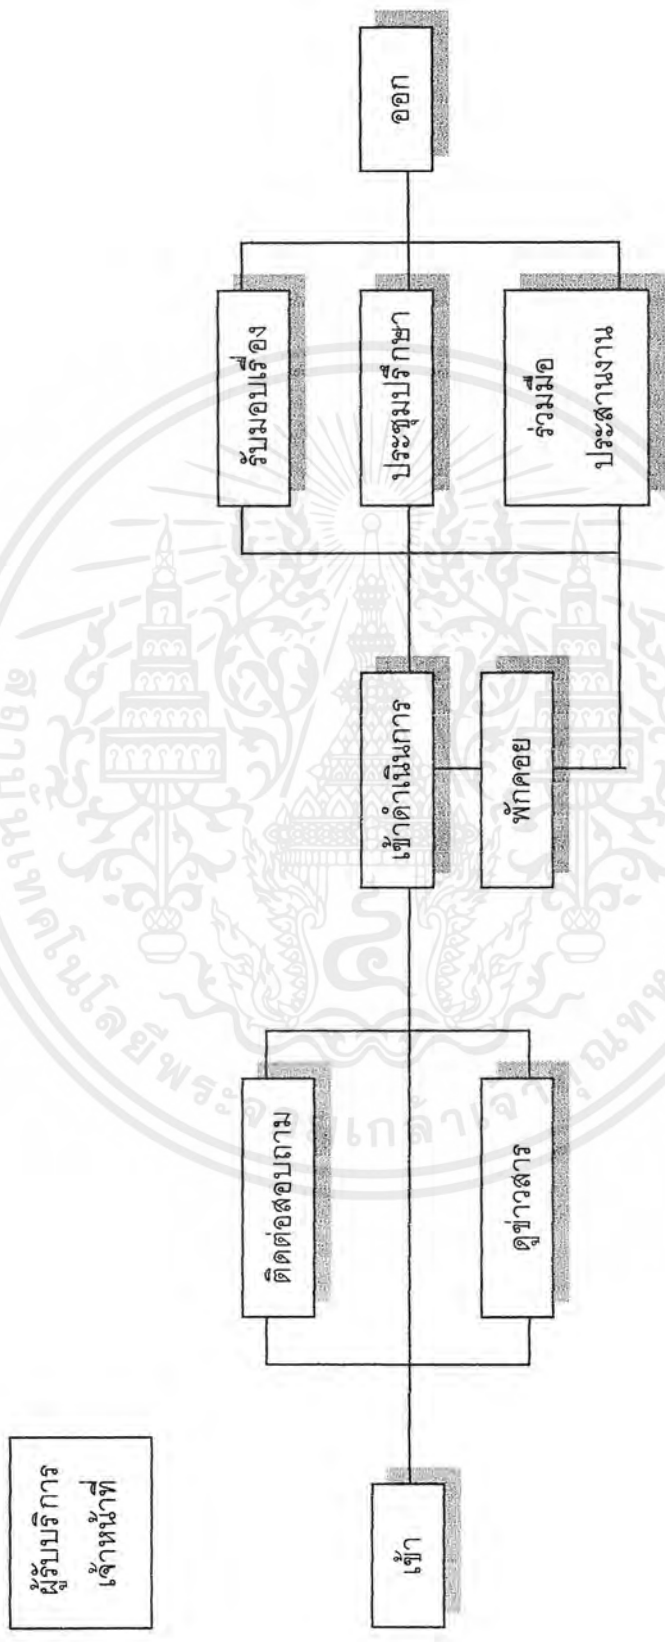 ผู้รับบริการ
เจ้าหน้าที่
เข้า
ติดต่อสอบถาม
ดูข่าวสาร
เข้าดำเนินการ
พักคอย
รับมอบเรื่อง
ประชุมปรึกษา
ร่วมมือ
ประสานงาน
ออก